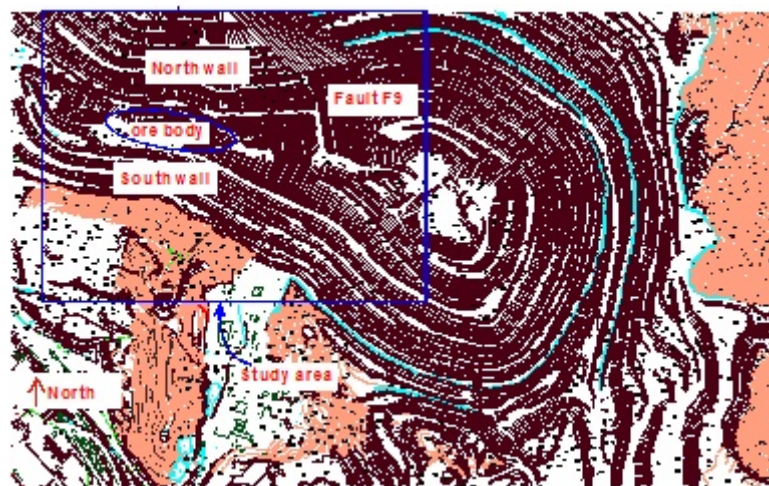 North wall
Fault F9
ore body
South wall
Study area
North